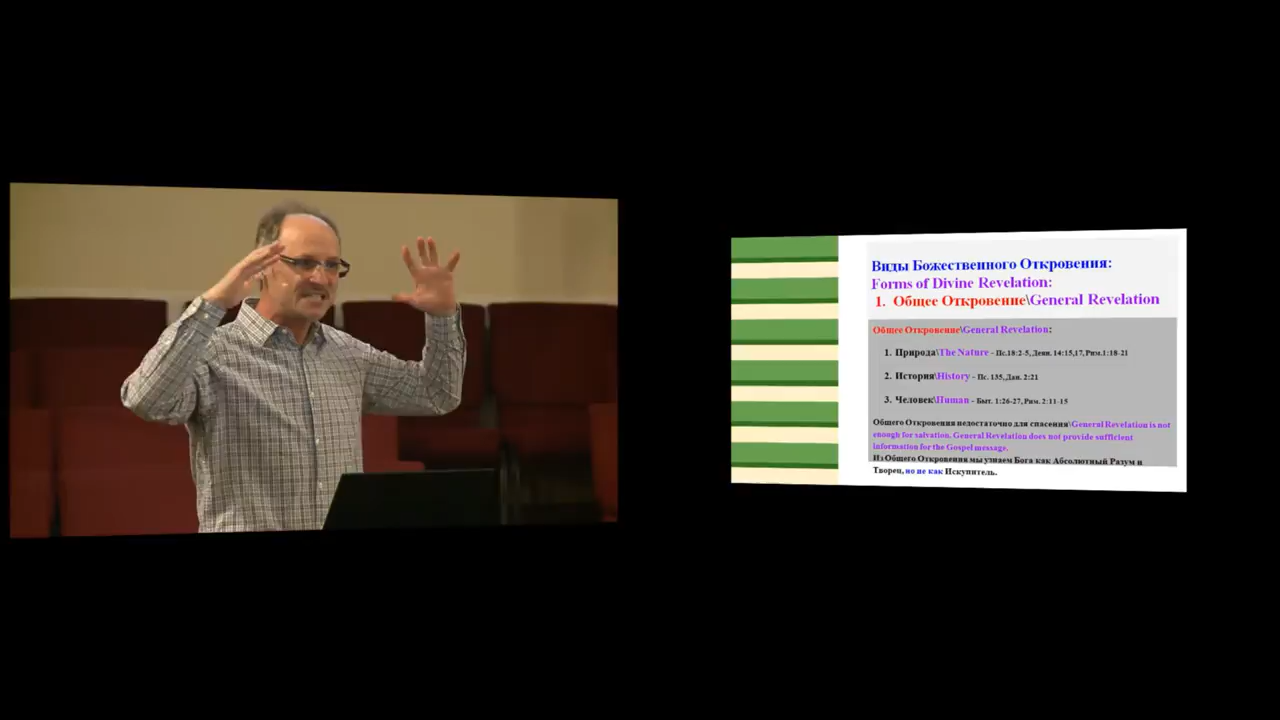 Виды Божественного Откровения:
Forms of Divine Revelation:
1. Общее Откровение\General Revelation
Общее Откровение\General Revelation:
1. Природа\The Nature - Пс.18:2-5, Деян. 14:15,17, Рим.1:18-21
2. История\History - Пс. 135, Дан. 2:21
3. Человек\Human - Быт. 1:26-27, Рим. 2:11-15
Общего Откровения недостаточно для спасения\General Revelation is not
enough for salvation. General Revelation does not provide sufficient
information for the Gospel message.
Из Общего Откровения мы узнаем Бога как Абсолютный Разум и
Творец, но не как Искупитель.